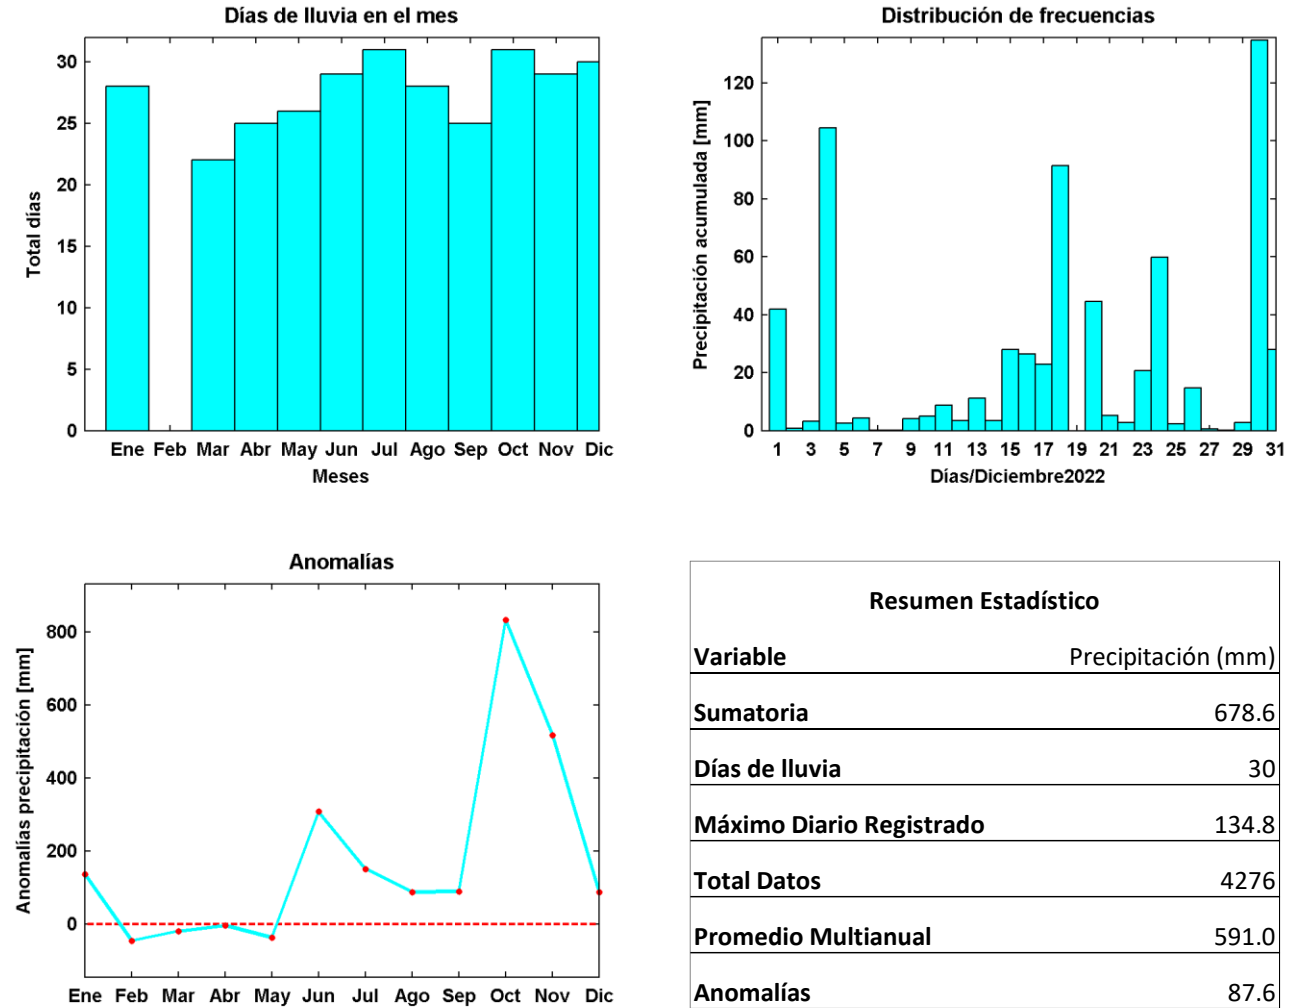 Días de lluvia en el mes
30
25
20
15
10
5
0
Total días
Ene Feb Mar Abr May Jun Jul Ago Sep Oct Nov Dic
Meses
Distribución de frecuencias
120
100
80
60
40
20
0
Precipitación acumulada [mm]
1 3 5 7 9 11 13 15 17 19 21 23 25 27 29 31
Días/Diciembre2022
Anomalías
800
600
400
200
0
Anomalías precipitación [mm]
Ene Feb Mar Abr May Jun Jul Ago Sep Oct Nov Dic
Resumen Estadístico
Variable Precipitación (mm)
Sumatoria 678.6
Días de lluvia 30
Máximo Diario Registrado 134.8
Total Datos 4276
Promedio Multianual 591.0
Anomalías 87.6